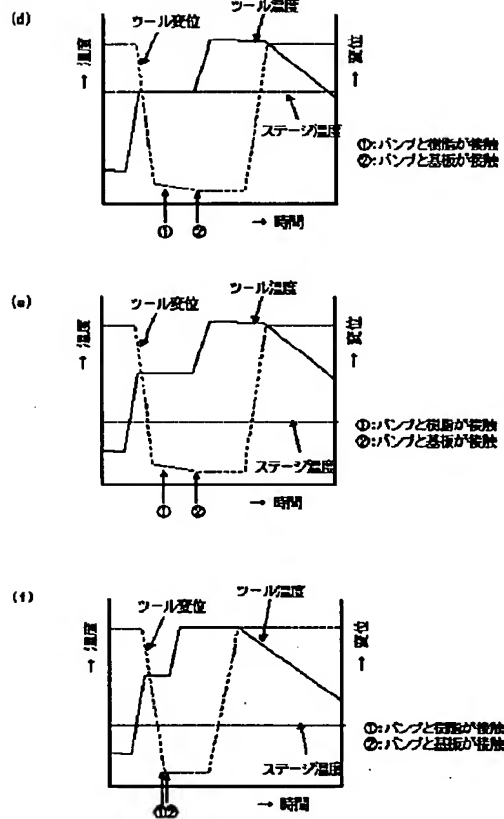 (d)
ツール変位
ツール温度
→ 温度
→ 変位
ステージ温度
①:バンプと樹脂が接触
②:バンプと基板が接触
① ②
→ 時間
(e)
ツール変位
ツール温度
→ 温度
→ 変位
①:バンプと樹脂が接触
②:バンプと基板が接触
ステージ温度
① ②
→ 時間
(f)
ツール変位
ツール温度
→ 温度
→ 変位
①:バンプと樹脂が接触
②:バンプと基板が接触
ステージ温度
①②
→ 時間